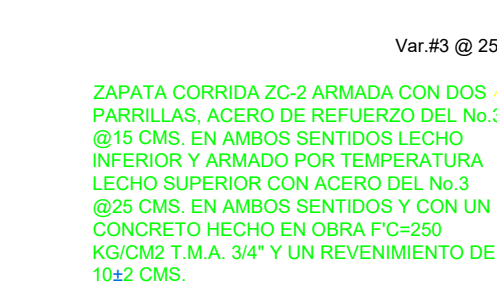 Var.#3 @ 25
ZAPATA CORRIDA ZC-2 ARMADA CON DOS
PARRILLAS, ACERO DE REFUERZO DEL No.3
@15 CMS. EN AMBOS SENTIDOS LECHO
INFERIOR Y ARMADO POR TEMPERATURA
LECHO SUPERIOR CON ACERO DEL No.3
@25 CMS. EN AMBOS SENTIDOS Y CON UN
CONCRETO HECHO EN OBRA F'C=250
KG/CM2 T.M.A. 3/4" Y UN REVENIMIENTO DE
10±2 CMS.